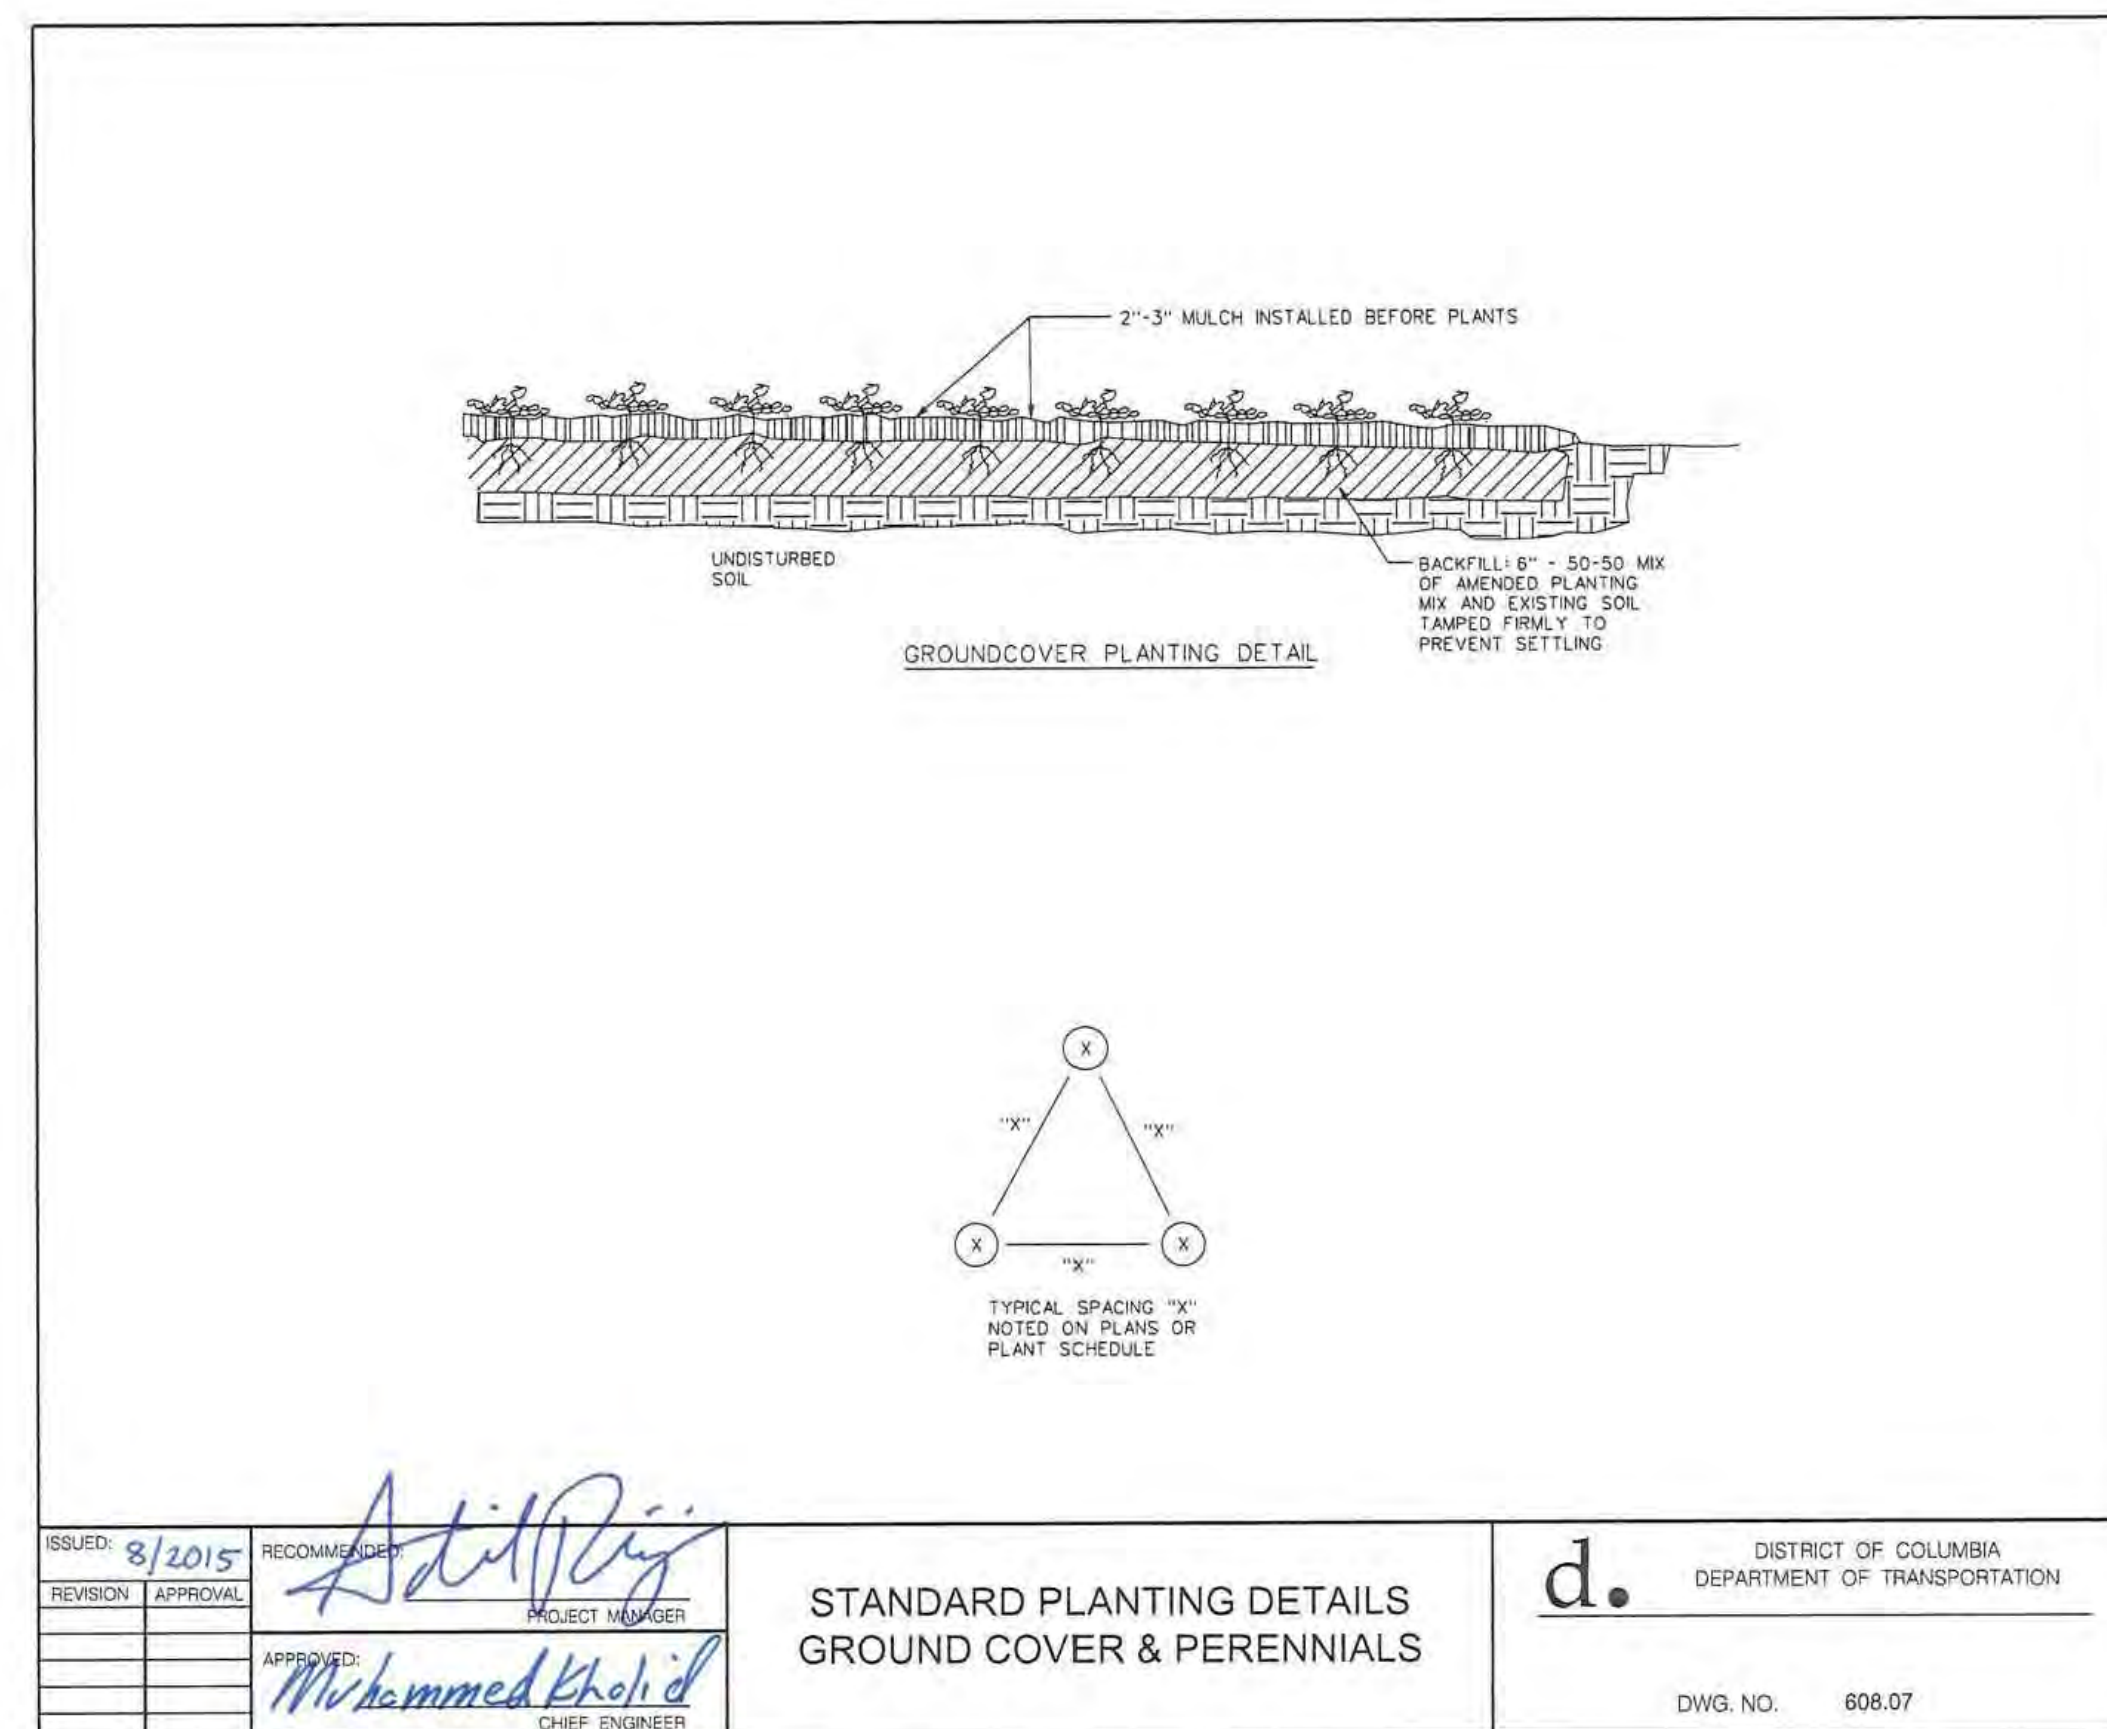 2"-3" MULCH INSTALLED BEFORE PLANTS
UNDISTURBED
SOIL
BACKFILL: 6" - 50-50 MIX
OF AMENDED PLANTING
MIX AND EXISTING SOIL
TAMPED FIRMLY TO
PREVENT SETTLING
GROUNDCOVER PLANTING DETAIL
X
"X"
"X"
X
X
"X"
TYPICAL SPACING "X"
NOTED ON PLANS OR
PLANT SCHEDULE
ISSUED: 8/2015
REVISION APPROVAL
RECOMMENDED:
PROJECT MANAGER
APPROVED:
Muhammed Kholid
CHIEF ENGINEER
STANDARD PLANTING DETAILS
GROUND COVER & PERENNIALS
d.
DISTRICT OF COLUMBIA
DEPARTMENT OF TRANSPORTATION
DWG. NO. 608.07